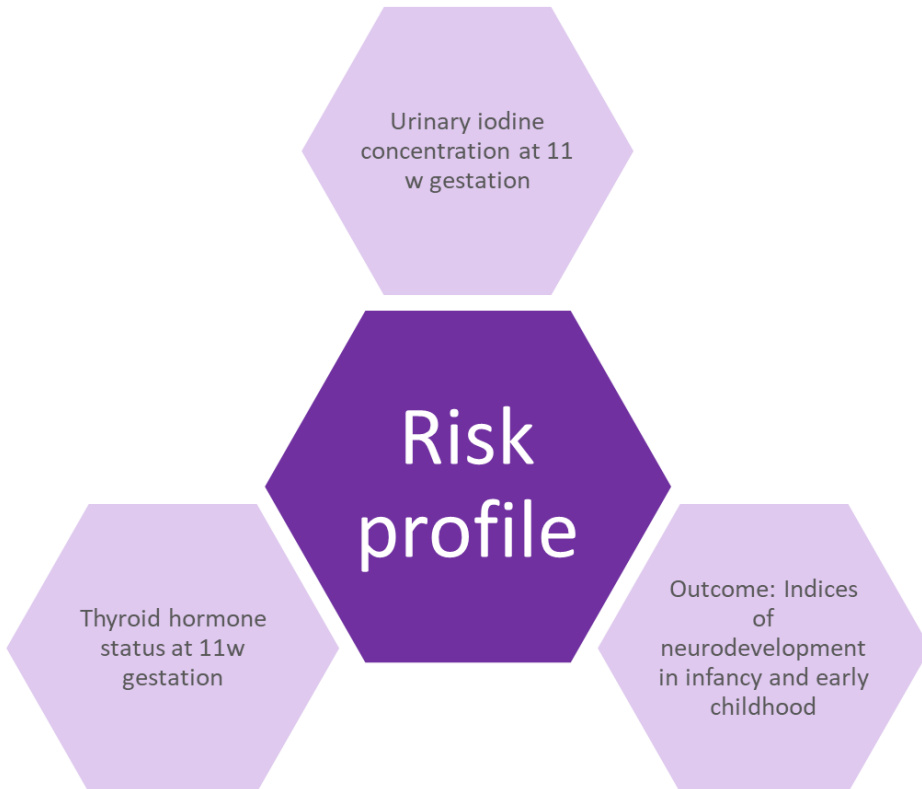 Urinary iodine
concentration at 11
w gestation
Risk
profile
Thyroid hormone
status at 11w
gestation
Outcome: Indices
of
neurodevelopment
in infancy and early
childhood